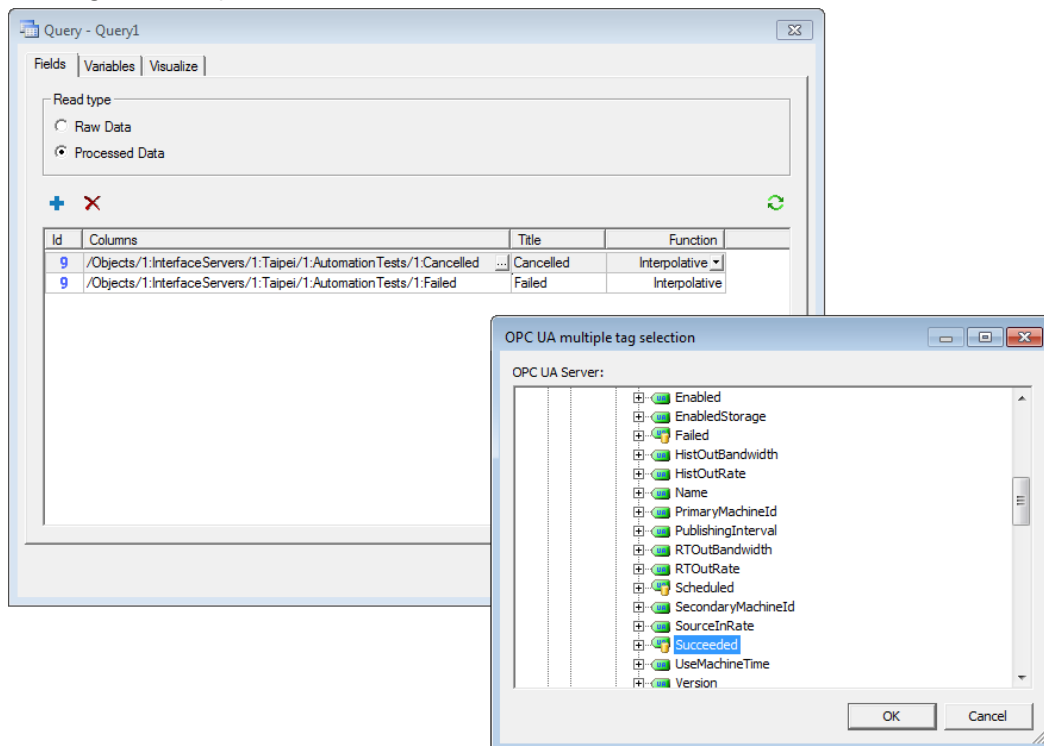 Query - Query1
Fields Variables Visualize
Read type
Raw Data
Processed Data
Id Columns Title Function
9 /Objects/1:InterfaceServers/1:Taipei/1:AutomationTests/1:Cancelled ... Cancelled Interpolative
9 /Objects/1:InterfaceServers/1:Taipei/1:AutomationTests/1:Failed Failed Interpolative
OPC UA multiple tag selection
OPC UA Server:
Enabled
EnabledStorage
Failed
HistOutBandwidth
HistOutRate
Name
PrimaryMachineId
PublishingInterval
RTOutBandwidth
RTOutRate
Scheduled
SecondaryMachineId
SourceInRate
Succeeded
UseMachineTime
Version
OK Cancel